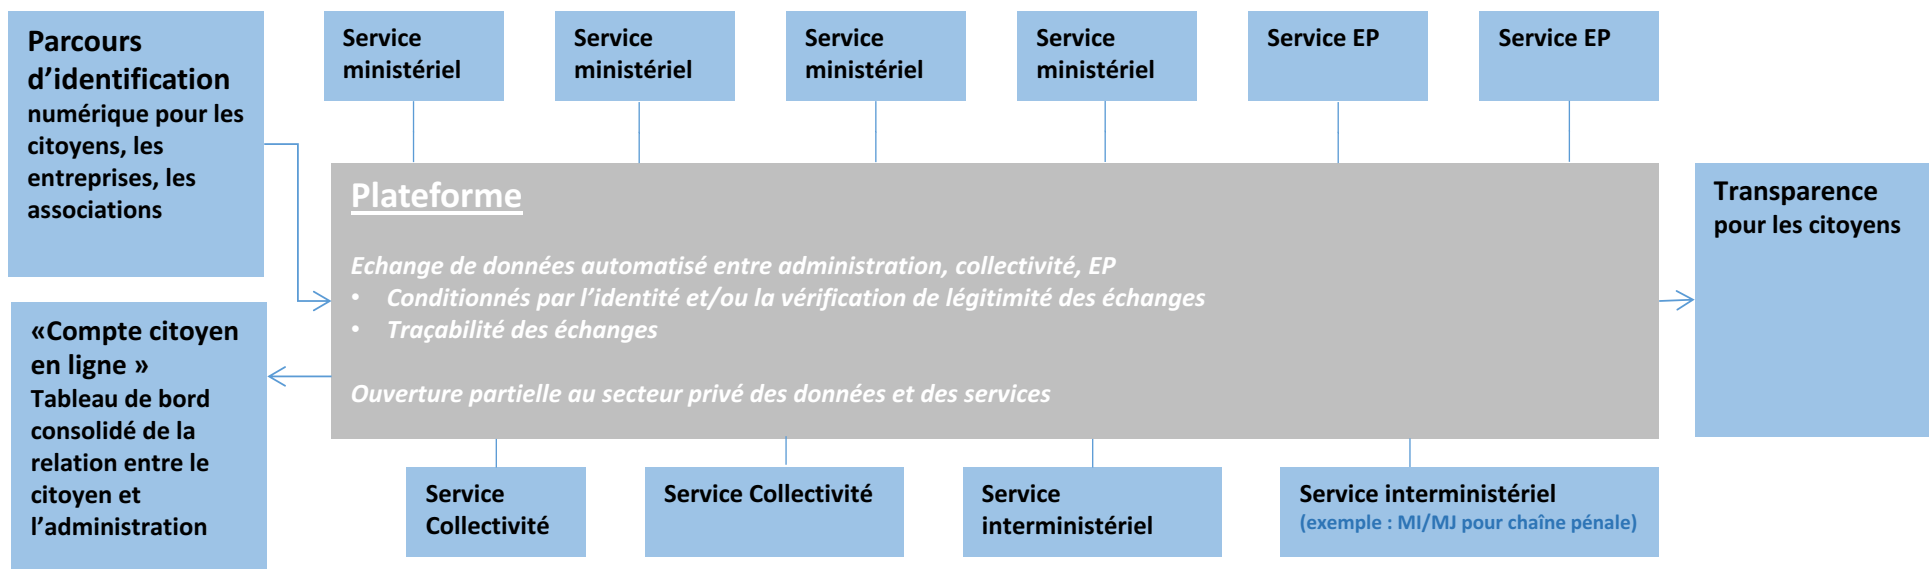 Parcours
d’identification
numérique pour les
citoyens, les
entreprises, les
associations
Service
ministériel
Service
ministériel
Service
ministériel
Service
ministériel
Service EP
Service EP
Plateforme
Echange de données automatisé entre administration, collectivité, EP
• Conditionnés par l’identité et/ou la vérification de légitimité des échanges
• Traçabilité des échanges
Ouverture partielle au secteur privé des données et des services
Transparence
pour les citoyens
«Compte citoyen
en ligne »
Tableau de bord
consolidé de la
relation entre le
citoyen et
l’administration
Service
Collectivité
Service Collectivité
Service
interministériel
Service interministériel
(exemple : MI/MJ pour chaîne pénale)